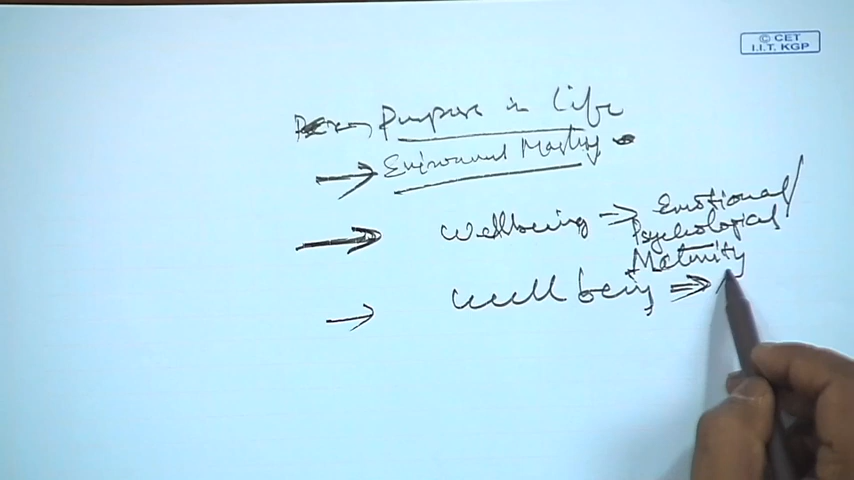 © CET
I.I.T. KGP
Purpose in Life
→ Environment Mastery
→ Wellbeing ⇒ Emotional/
Psychological
Maturity
→ well being ⇒